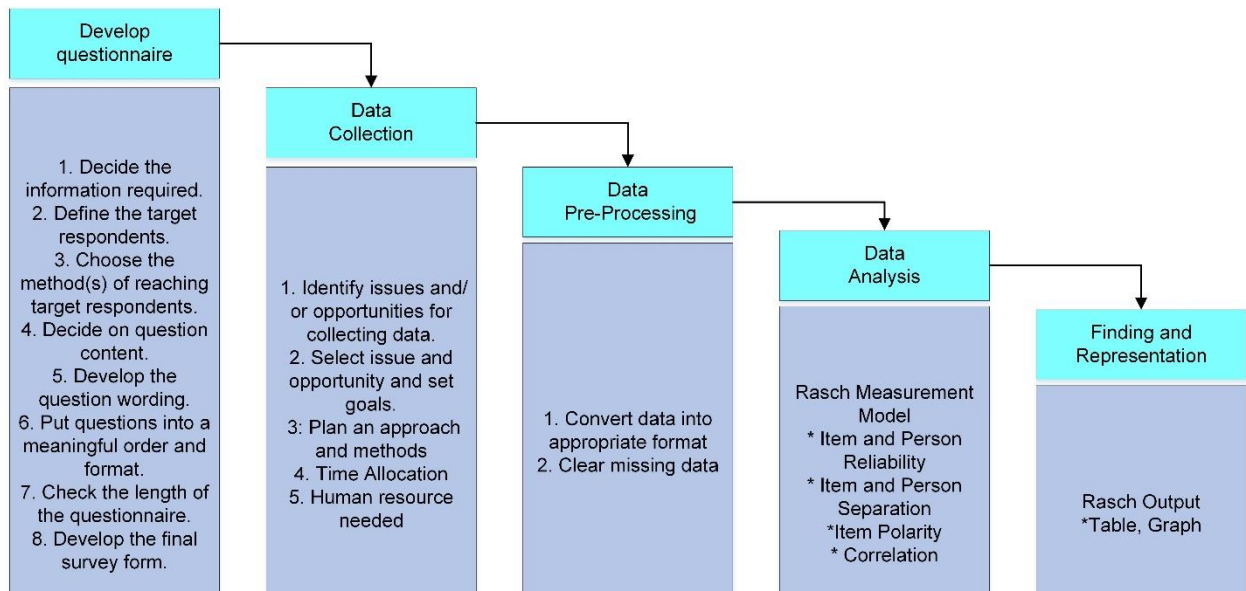 Develop
questionnaire
1. Decide the
information required.
2. Define the target
respondents.
3. Choose the
method(s) of reaching
target respondents.
4. Decide on question
content.
5. Develop the
question wording.
6. Put questions into a
meaningful order and
format.
7. Check the length of
the questionnaire.
8. Develop the final
survey form.
Data
Collection
1. Identify issues and/
or opportunities for
collecting data.
2. Select issue and
opportunity and set
goals.
3: Plan an approach
and methods
4. Time Allocation
5. Human resource
needed
Data
Pre-Processing
1. Convert data into
appropriate format
2. Clear missing data
Data
Analysis
Rasch Measurement
Model
* Item and Person
Reliability
* Item and Person
Separation
*Item Polarity
* Correlation
Finding and
Representation
Rasch Output
*Table, Graph